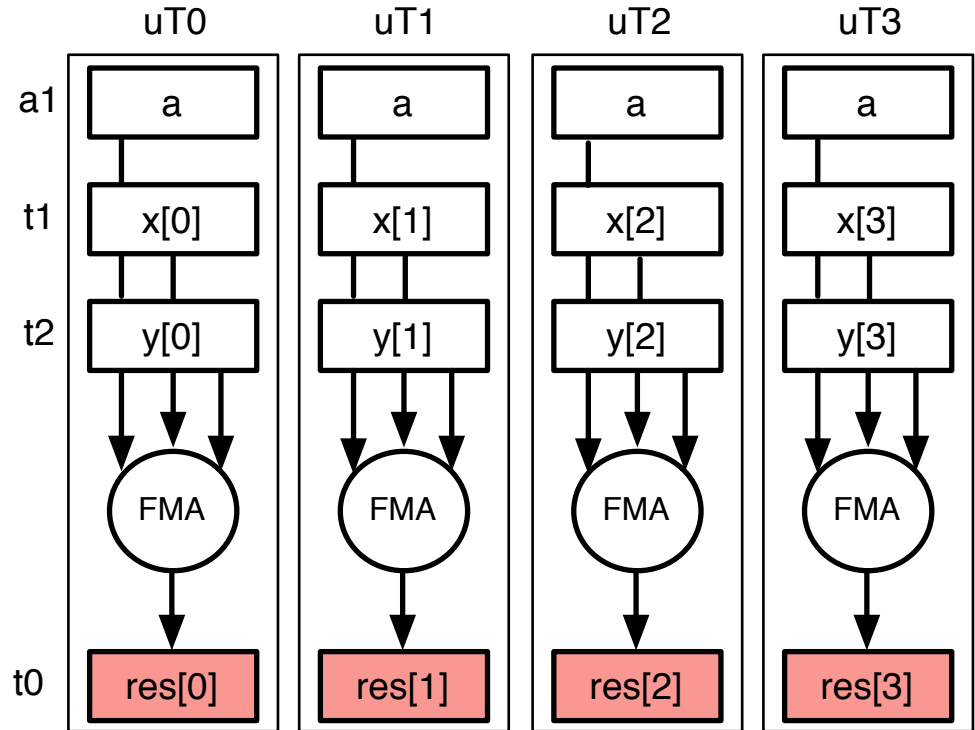 uT0 uT1 uT2 uT3
a1 a a a a
t1 x[0] x[1] x[2] x[3]
t2 y[0] y[1] y[2] y[3]
FMA FMA FMA FMA
t0 res[0] res[1] res[2] res[3]